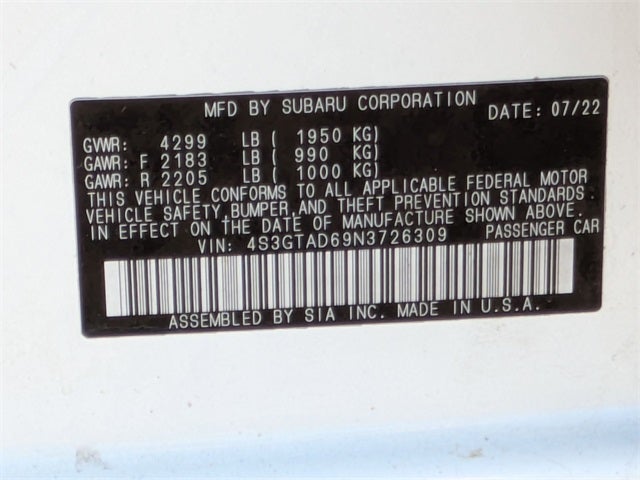 MFD BY SUBARU CORPORATION DATE: 07/22
GVWR: 4299 LB ( 1950 KG)
GAWR: F 2183 LB ( 990 KG)
GAWR: R 2205 LB ( 1000 KG)
THIS VEHICLE CONFORMS TO ALL APPLICABLE FEDERAL MOTOR
VEHICLE SAFETY, BUMPER, AND THEFT PREVENTION STANDARDS
IN EFFECT ON THE DATE OF MANUFACTURE SHOWN ABOVE.
VIN: 4S3GTAD69N3726309 PASSENGER CAR
ASSEMBLED BY SIA INC. MADE IN U.S.A.